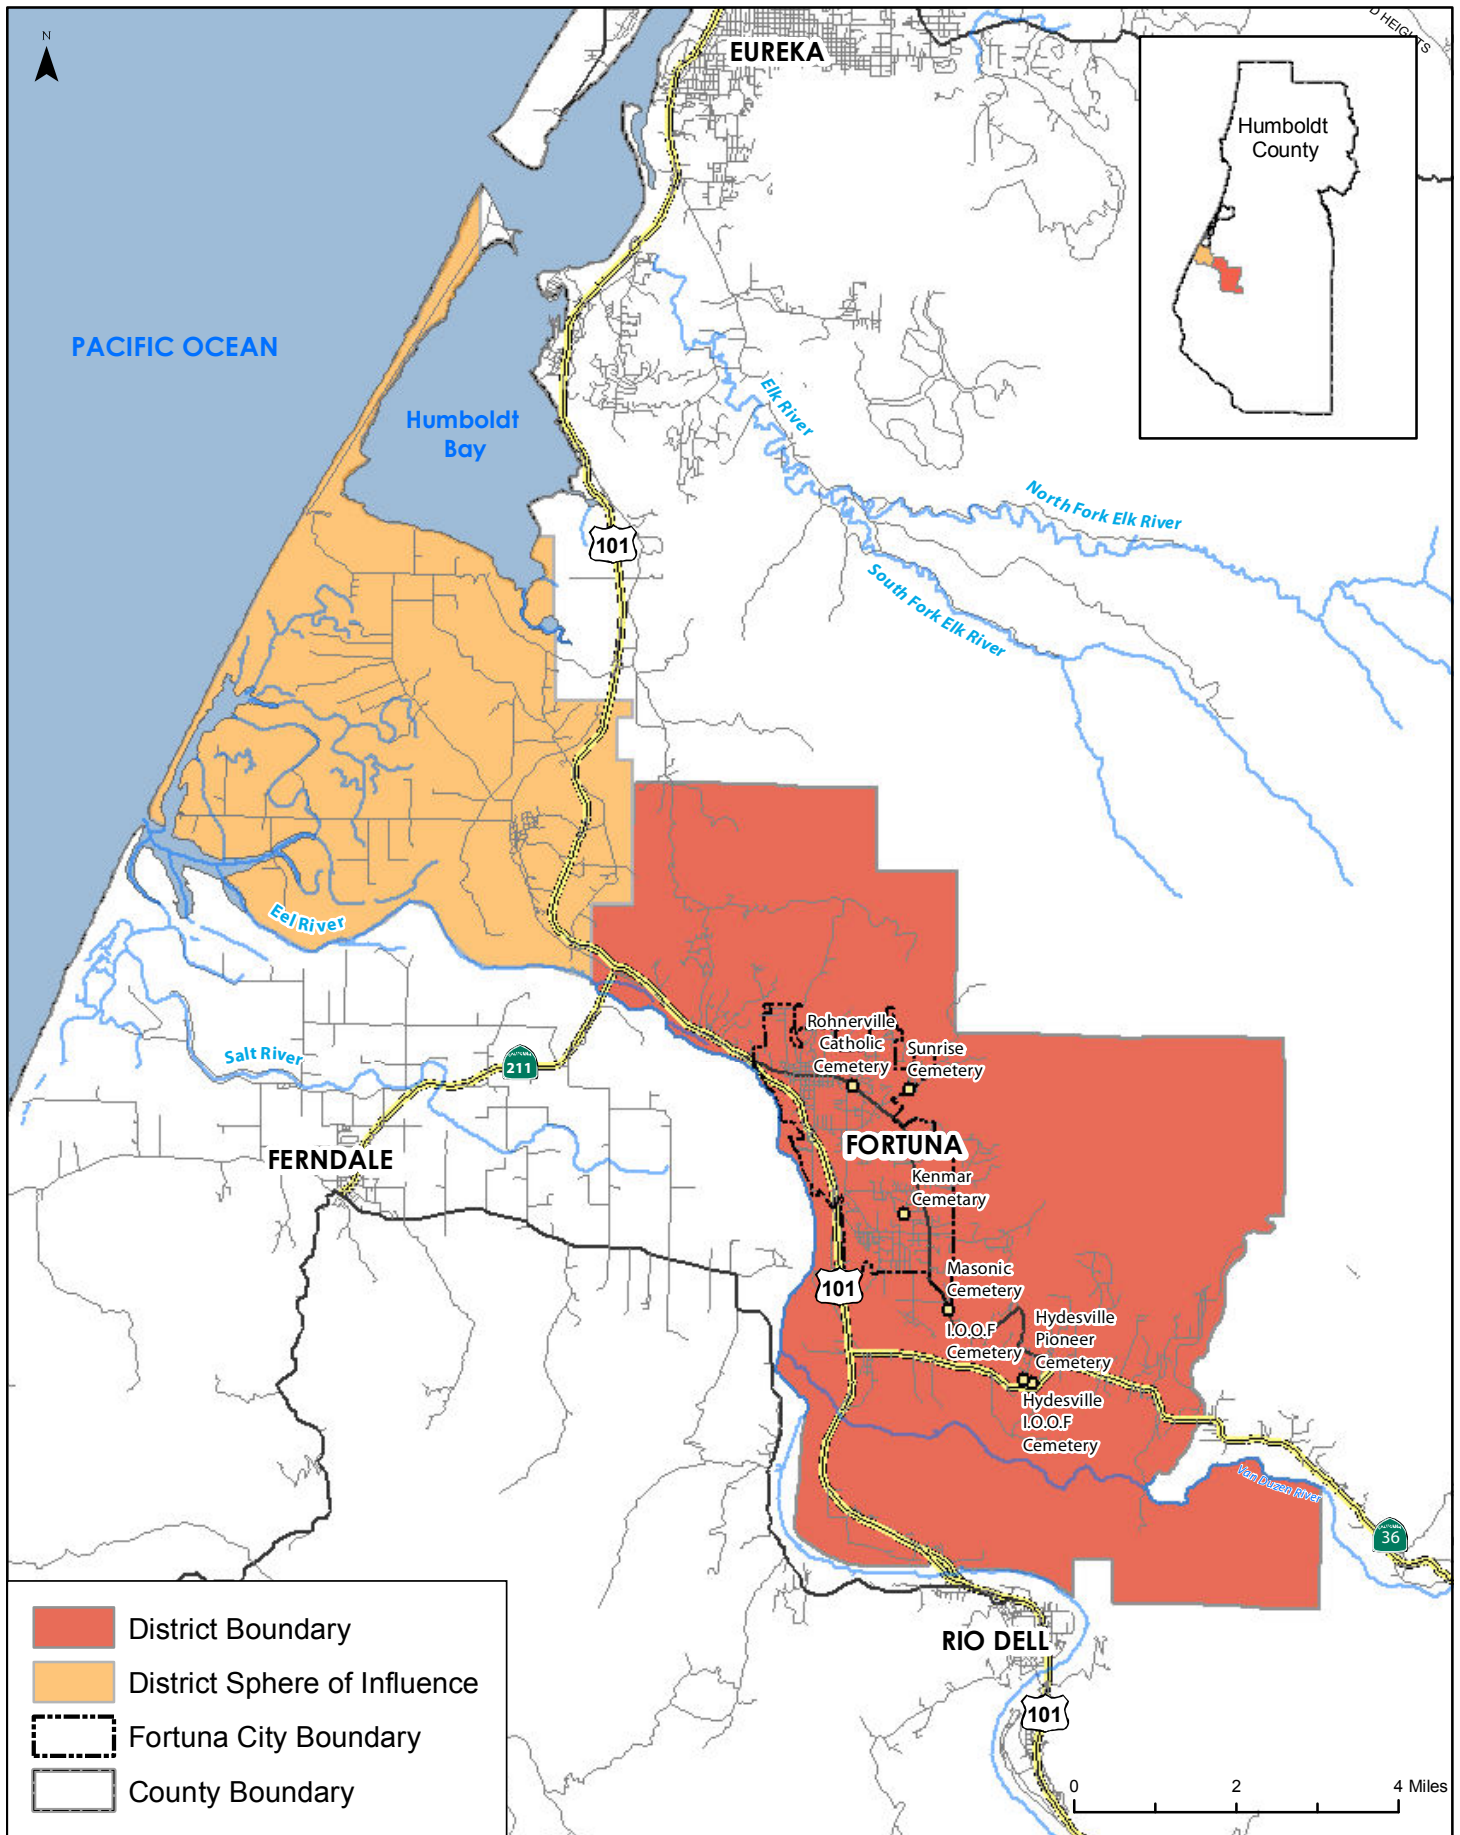 N
EUREKA
D HEIGHTS
Humboldt
County
PACIFIC OCEAN
Humboldt
Bay
Elk River
North Fork Elk River
101
South Fork Elk River
Eel River
Salt River
CALIFORNIA
211
FERNDALE
Rohnerville
Catholic
Cemetery
Sunrise
Cemetery
FORTUNA
Kenmar
Cemetary
Masonic
Cemetery
101
I.O.O.F
Cemetery
Hydesville
Pioneer
Cemetery
Hydesville
I.O.O.F
Cemetery
Van Duzen River
CALIFORNIA
36
RIO DELL
101
District Boundary
District Sphere of Influence
Fortuna City Boundary
County Boundary
0 2 4 Miles